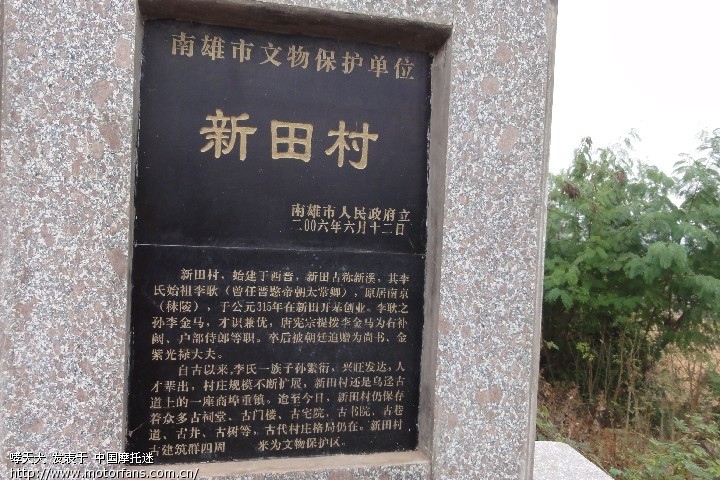 南雄市文物保护单位
新田村
南雄市人民政府立
二00六年六月十二日
新田村、始建于西晋，新田古称新溪，其李
氏始祖李耿（曾任晋愍帝朝太常卿），原居南京
（秣陵），于公元315年在新田开基创业。李耿之
孙李金马，才识兼优，唐宪宗提拨李金马为右补
阙、户部侍郎等职。卒后被朝廷追赠为尚书、金
紫光禄大夫。
自古以来，李氏一族子孙繁衍，兴旺发达，人
才辈出，村庄规模不断扩展，新田村还是乌迳古
道上的一座商埠重镇。迨至今日，新田村仍保存
着众多古祠堂、古门楼、古宅院、古书院、古巷
道、古井、古树等，古代村庄格局仍在。新田村
古建筑群四周 米为文物保护区。
哮天犬 发表于 中国摩托迷
http://www.motorfans.com.cn